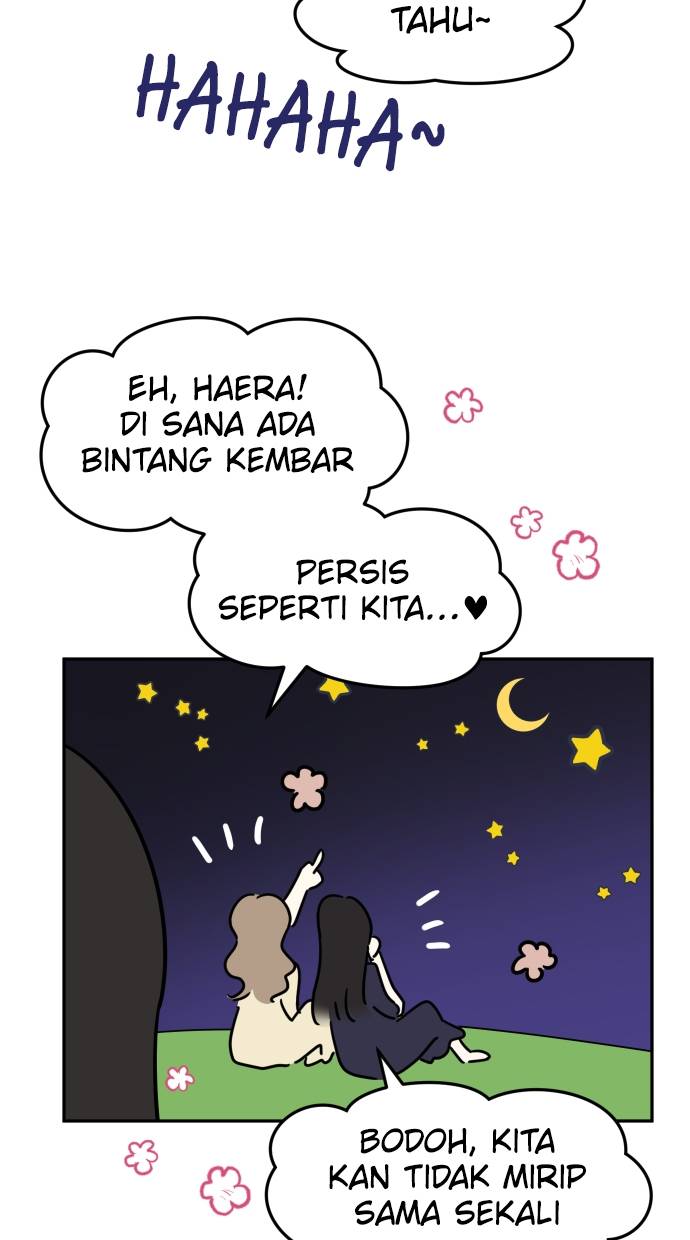 TAHU~
HAHAHA~
EH, HAERA!
DI SANA ADA
BINTANG KEMBAR
PERSIS
SEPERTI KITA...♥
BODOH, KITA
KAN TIDAK MIRIP
SAMA SEKALI